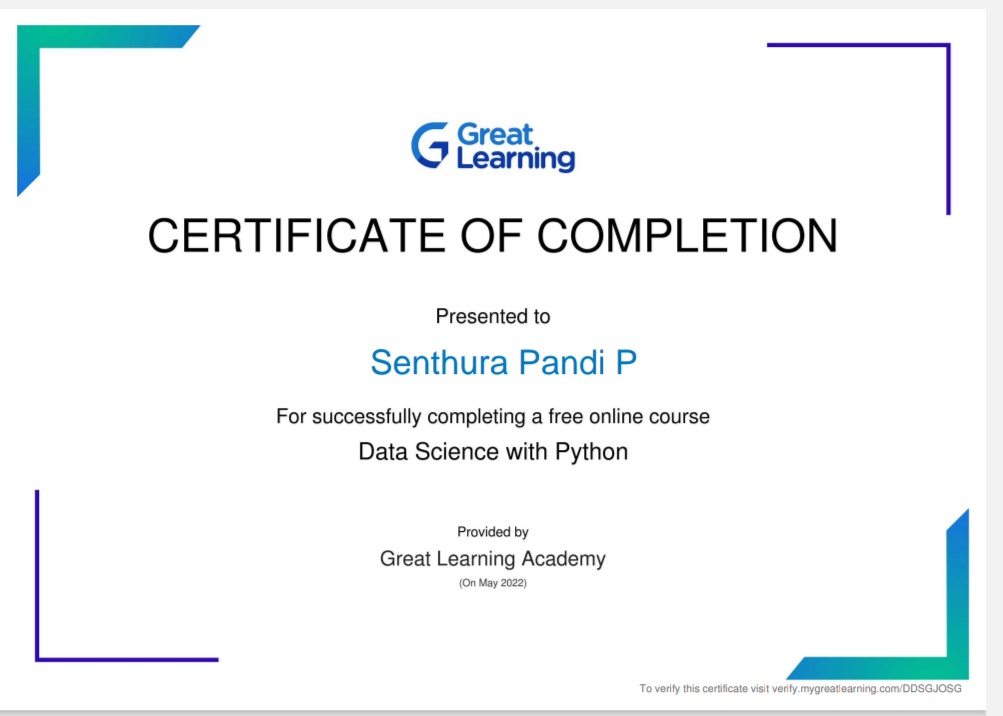 Great
Learning
CERTIFICATE OF COMPLETION
Presented to
Senthura Pandi P
For successfully completing a free online course
Data Science with Python
Provided by
Great Learning Academy
(On May 2022)
To verify this certificate visit verify.mygreatlearning.com/DDSGJOSG